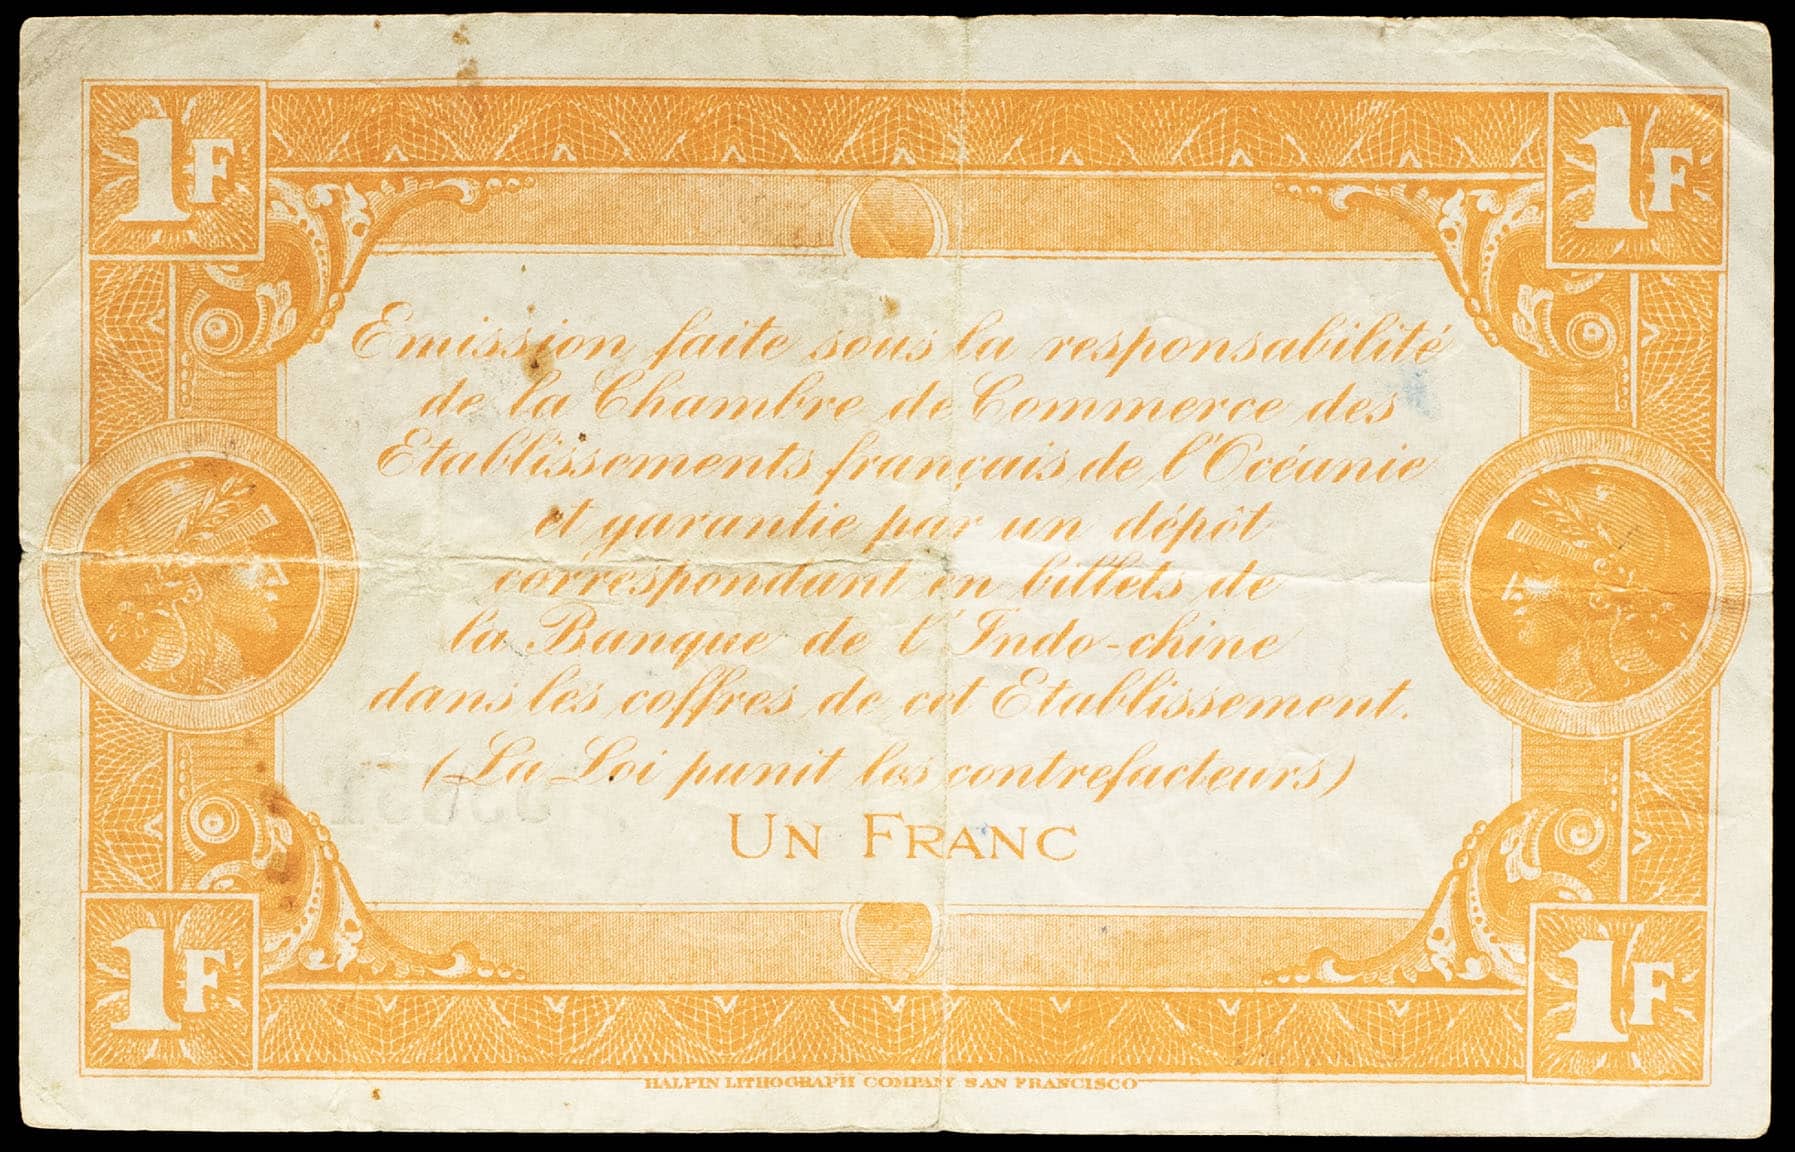 1F 1F
Emission faite sous la responsabilité
de la Chambre de Commerce des
Etablissements français de l'Océanie
et garantie par un dépôt
correspondant en billets de
la Banque de l'Indo-chine
dans les coffres de cet Etablissement.
(La Loi punit les contrefacteurs)
UN FRANC
1F 1F
HALPIN LITHOGRAPH COMPANY SAN FRANCISCO